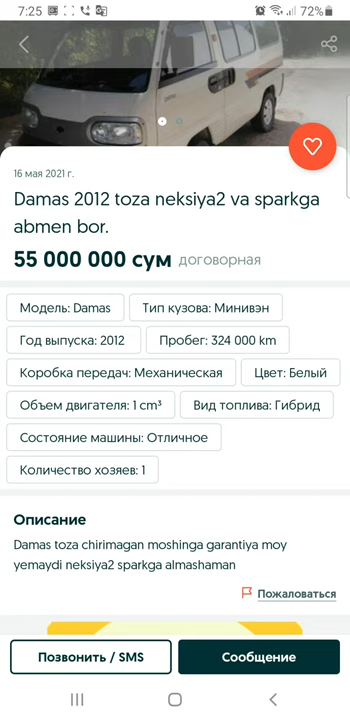 7:25 72%
16 мая 2021 г.
Damas 2012 toza neksiya2 va sparkga
abmen bor.
55 000 000 сум договорная
Модель: Damas Тип кузова: Минивэн
Год выпуска: 2012 Пробег: 324 000 km
Коробка передач: Механическая Цвет: Белый
Объем двигателя: 1 cm³ Вид топлива: Гибрид
Состояние машины: Отличное
Количество хозяев: 1
Описание
Damas toza chirimagan moshinga garantiya moy
yemaydi neksiya2 sparkga almashaman
Пожаловаться
Позвонить / SMS Сообщение